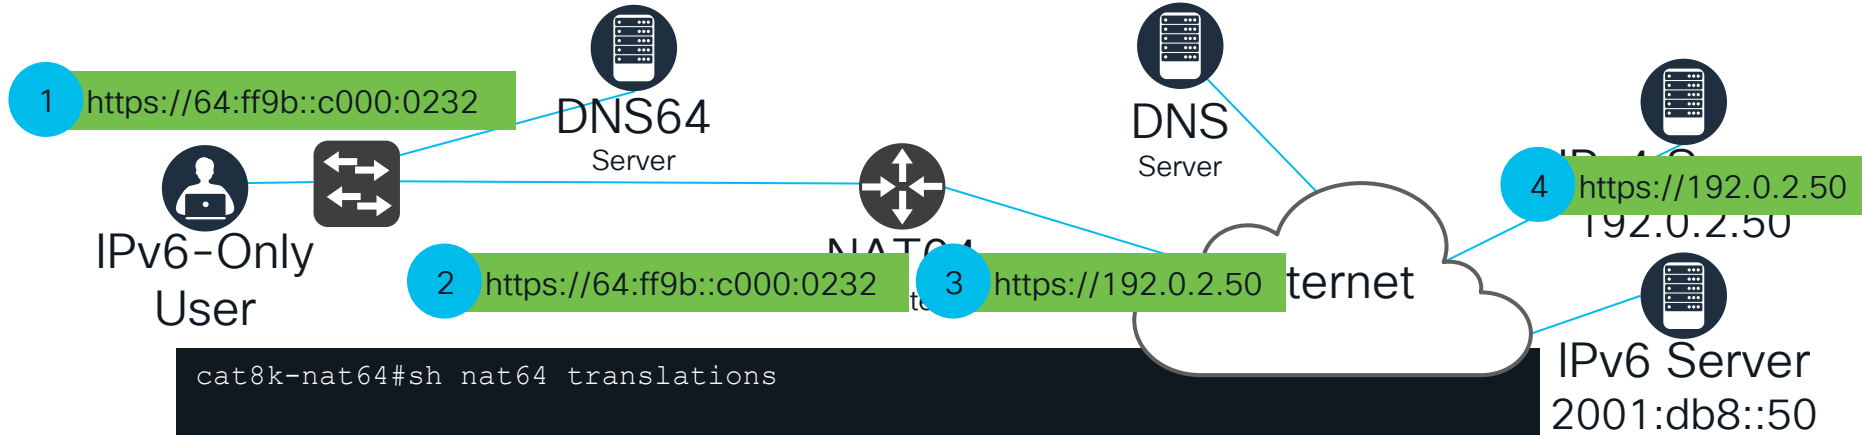 1 https://64:ff9b::c000:0232
DNS64
Server
DNS
Server
4 https://192.0.2.50
192.0.2.50
IPv6-Only
User
2 https://64:ff9b::c000:0232
3 https://192.0.2.50
ternet
IPv6 Server
2001:db8::50
cat8k-nat64#sh nat64 translations